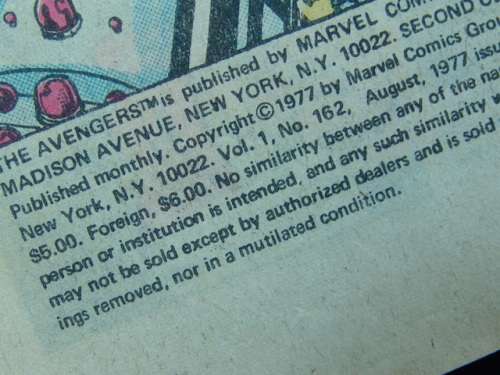 THE AVENGERS™ is published by MARVEL COM
MADISON AVENUE, NEW YORK, N.Y. 10022. SECOND
Published monthly. Copyright © 1977 by Marvel Comics Gro
New York, N.Y. 10022. Vol. 1, No. 162, August, 1977 issu
$5.00. Foreign, $6.00. No similarity between any of the na
person or institution is intended, and any such similarity
may not be sold except by authorized dealers and is sold
ings removed, nor in a mutilated condition.